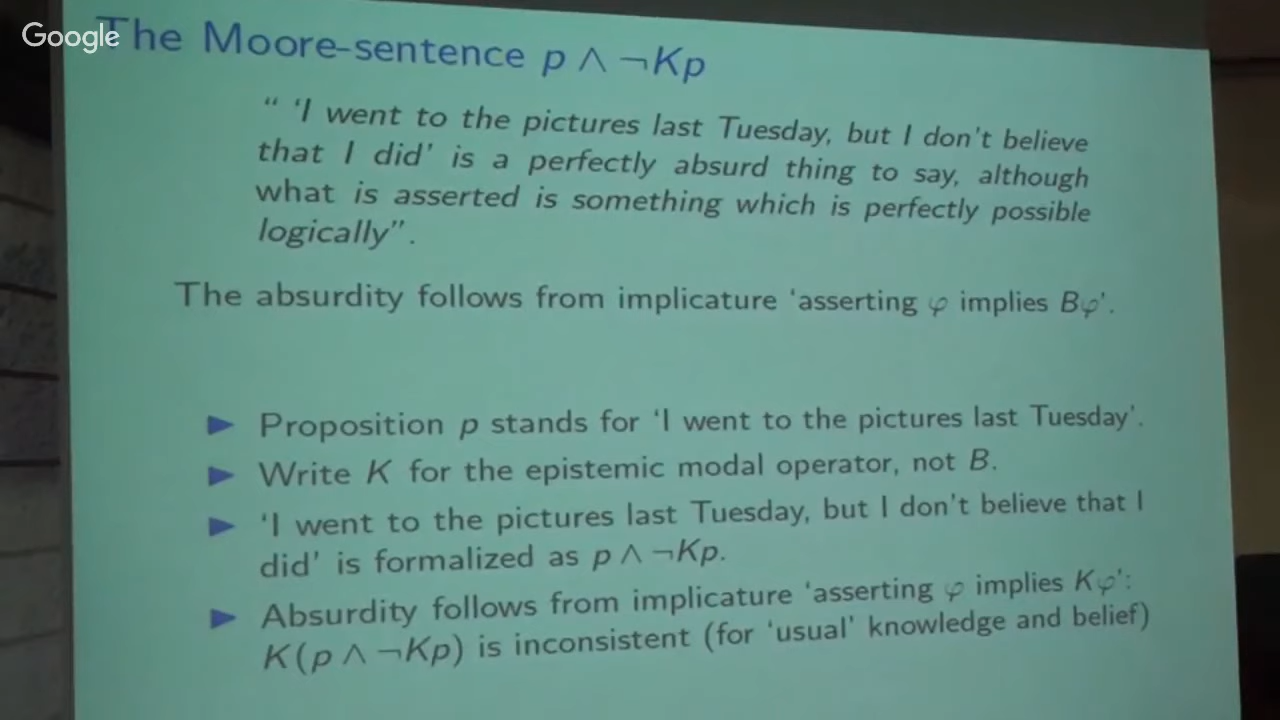 Google
The Moore-sentence p ∧ ¬Kp
“ ‘I went to the pictures last Tuesday, but I don't believe
that I did’ is a perfectly absurd thing to say, although
what is asserted is something which is perfectly possible
logically”.
The absurdity follows from implicature ‘asserting φ implies Bφ’.
▶ Proposition p stands for ‘I went to the pictures last Tuesday’.
▶ Write K for the epistemic modal operator, not B.
▶ ‘I went to the pictures last Tuesday, but I don't believe that I
did’ is formalized as p ∧ ¬Kp.
▶ Absurdity follows from implicature ‘asserting φ implies Kφ’:
K(p ∧ ¬Kp) is inconsistent (for ‘usual’ knowledge and belief)